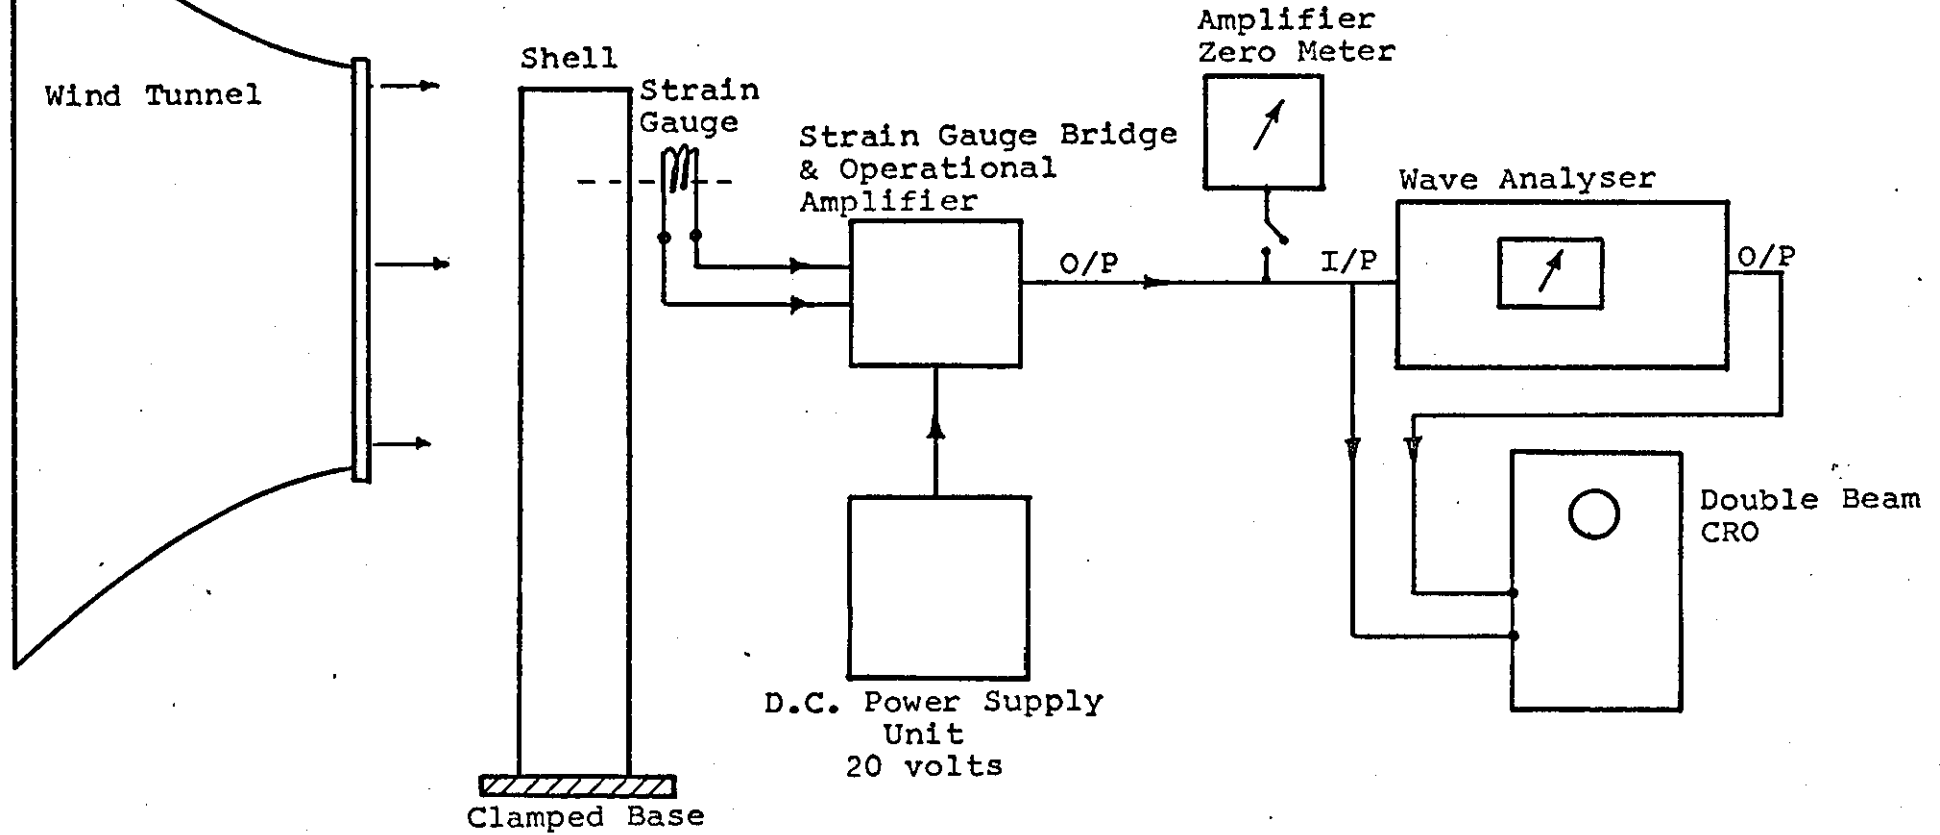 Amplifier
Zero Meter
Shell
Wind Tunnel
Strain
Gauge
Strain Gauge Bridge
& Operational
Amplifier
Wave Analyser
O/P
I/P
O/P
Double Beam
CRO
D.C. Power Supply
Unit
20 volts
Clamped Base